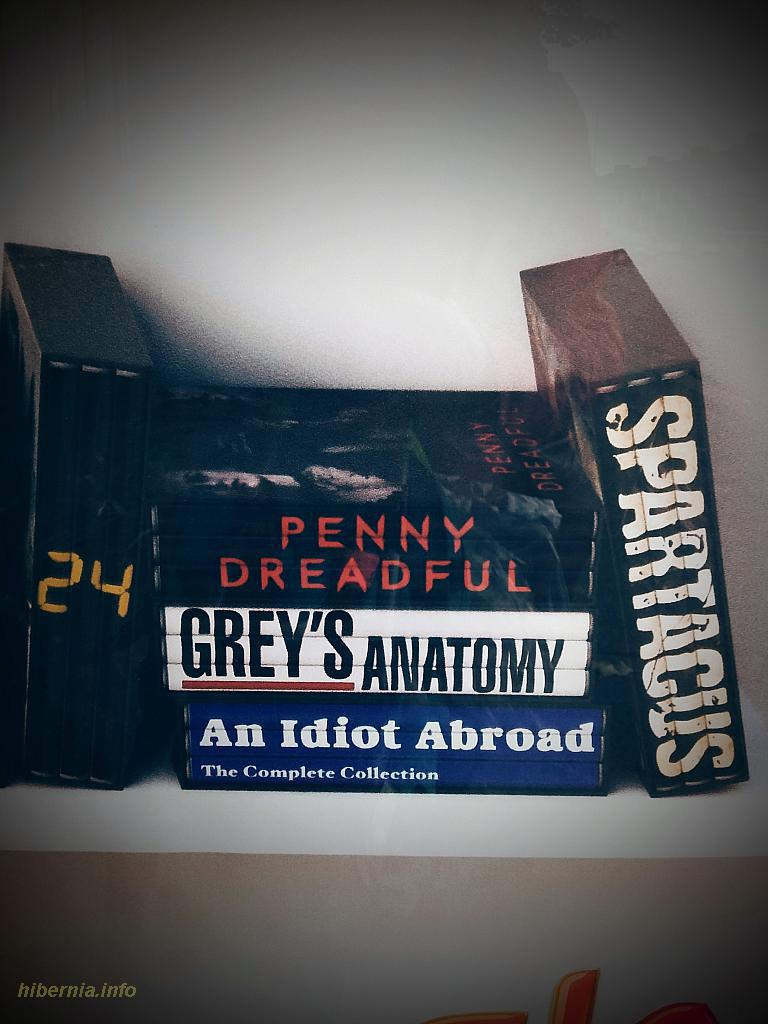 24
PENNY
DREADFUL
PENNY
DREADFUL
GREY'S ANATOMY
An Idiot Abroad
The Complete Collection
SPARTACUS
hibernia.info